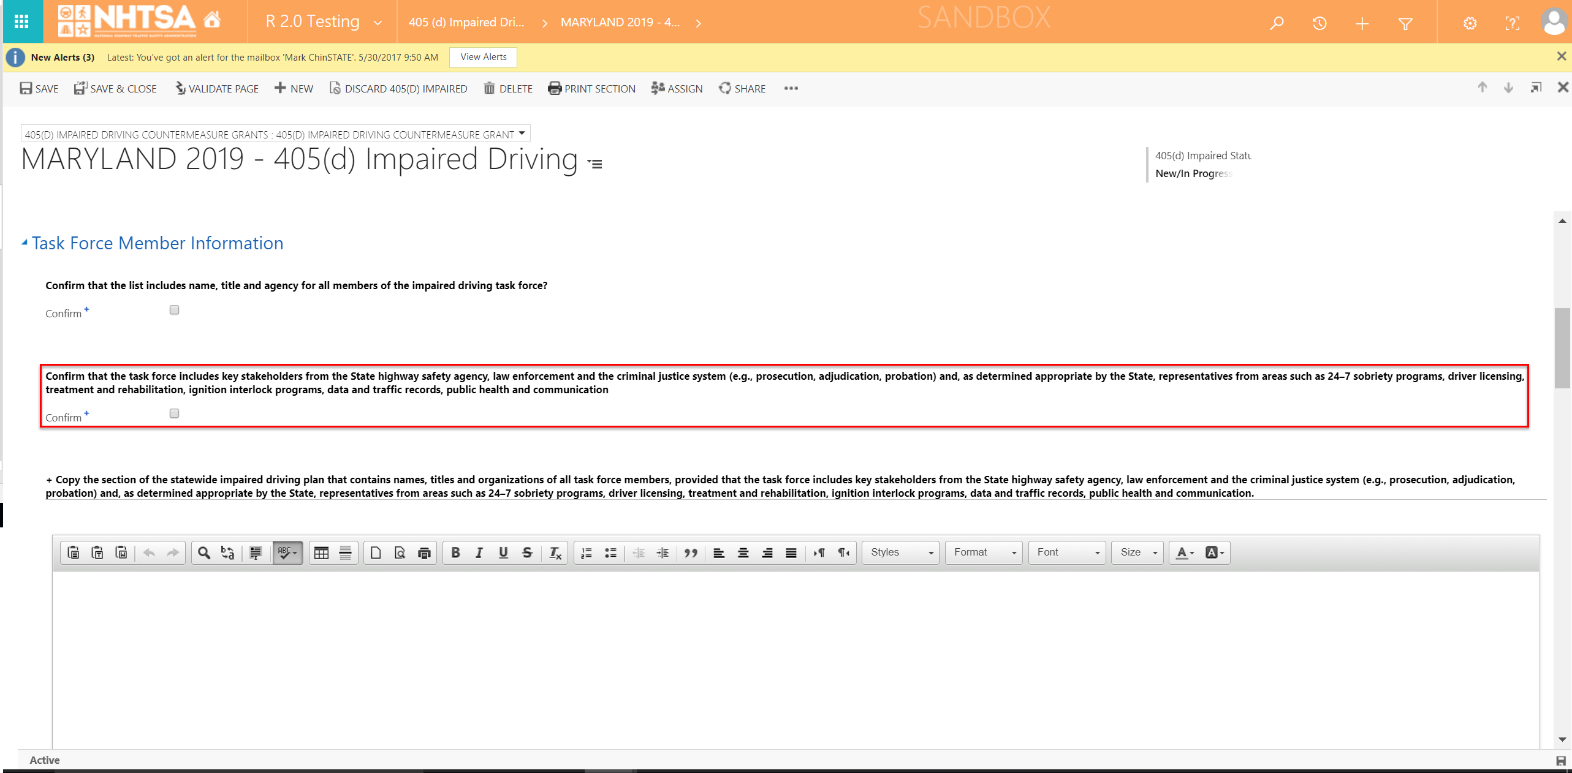 NHTSA
R 2.0 Testing
405 (d) Impaired Dri...
MARYLAND 2019 - 4...
SANDBOX
New Alerts (3) Latest: You've got an alert for the mailbox 'Mark ChinSTATE'. 5/30/2017 9:50 AM View Alerts
SAVE SAVE & CLOSE VALIDATE PAGE NEW DISCARD 405(D) IMPAIRED DELETE PRINT SECTION ASSIGN SHARE
405(D) IMPAIRED DRIVING COUNTERMEASURE GRANTS : 405(D) IMPAIRED DRIVING COUNTERMEASURE GRANT
MARYLAND 2019 - 405(d) Impaired Driving
405(d) Impaired Statu
New/In Progress
Task Force Member Information
Confirm that the list includes name, title and agency for all members of the impaired driving task force?
Confirm +
Confirm that the task force includes key stakeholders from the State highway safety agency, law enforcement and the criminal justice system (e.g., prosecution, adjudication, probation) and, as determined appropriate by the State, representatives from areas such as 24–7 sobriety programs, driver licensing,
treatment and rehabilitation, ignition interlock programs, data and traffic records, public health and communication
Confirm +
+ Copy the section of the statewide impaired driving plan that contains names, titles and organizations of all task force members, provided that the task force includes key stakeholders from the State highway safety agency, law enforcement and the criminal justice system (e.g., prosecution, adjudication,
probation) and, as determined appropriate by the State, representatives from areas such as 24–7 sobriety programs, driver licensing, treatment and rehabilitation, ignition interlock programs, data and traffic records, public health and communication.
B I U S Styles Format Font Size A A
Active